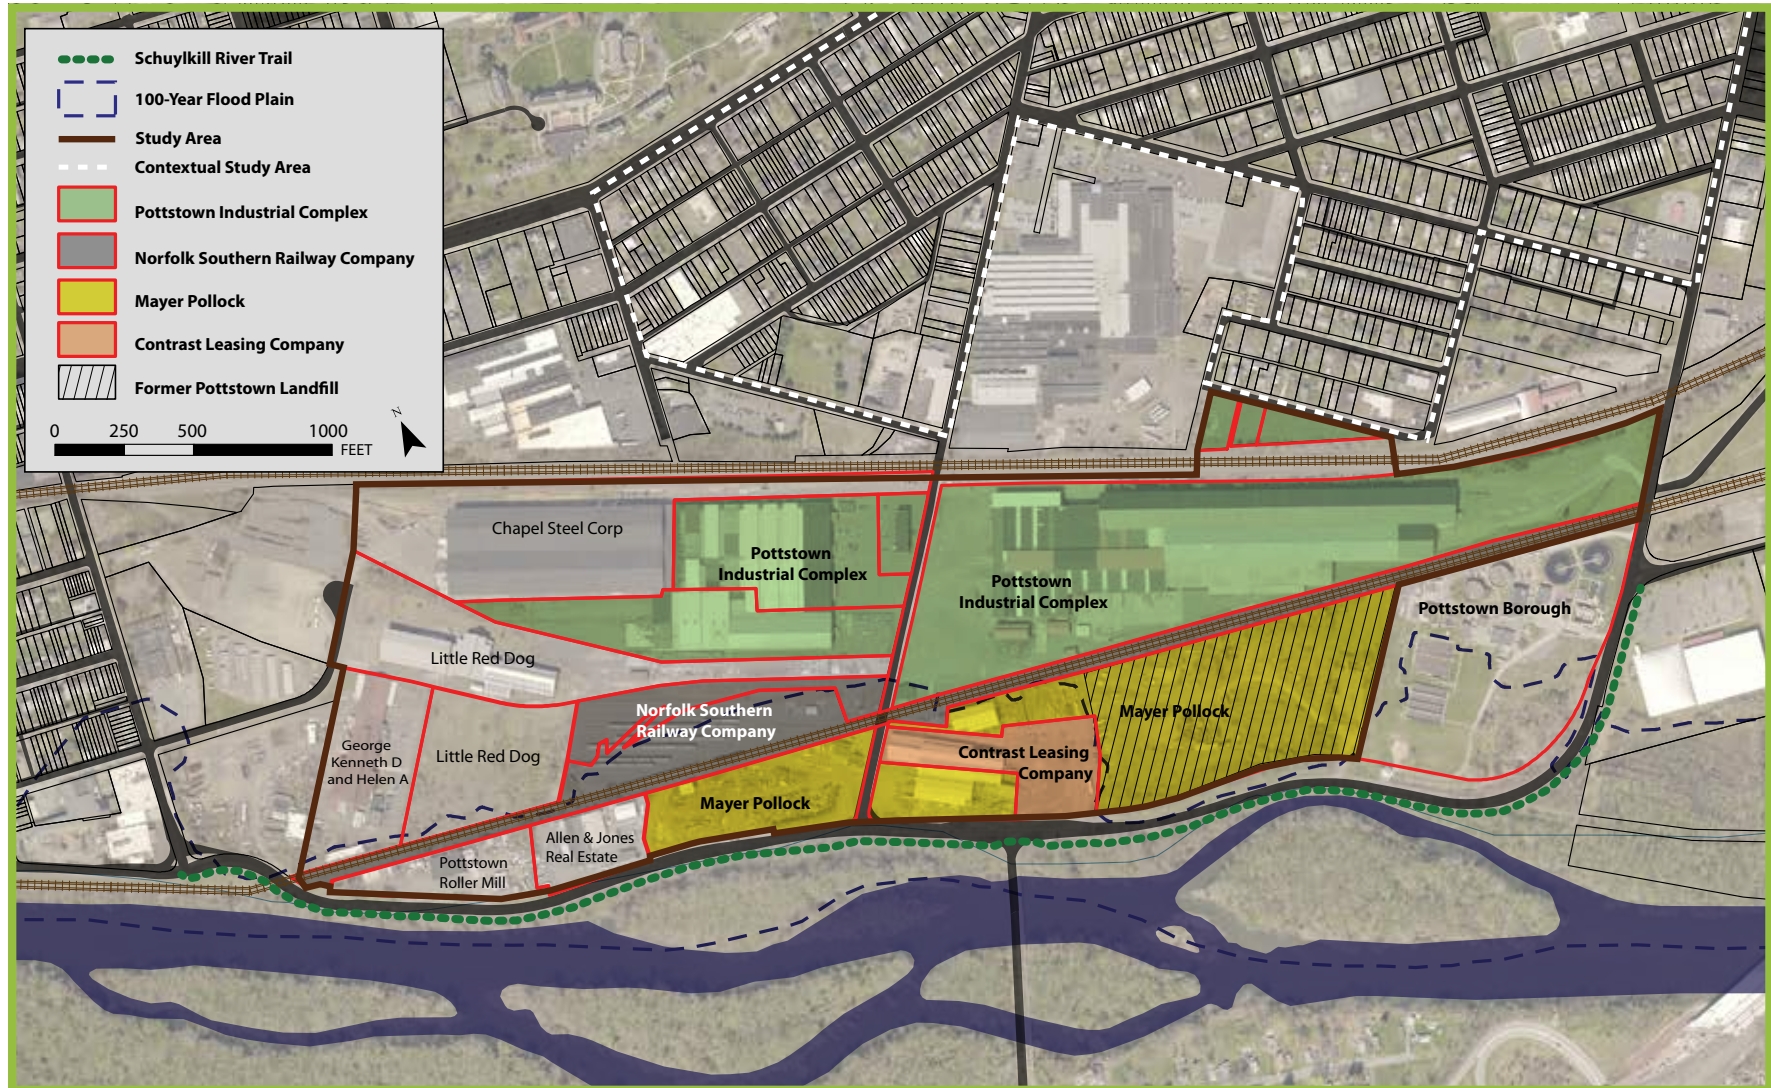 Schuylkill River Trail
100-Year Flood Plain
Study Area
Contextual Study Area
Pottstown Industrial Complex
Norfolk Southern Railway Company
Mayer Pollock
Contrast Leasing Company
Former Pottstown Landfill
N
0 250 500 1000
FEET
Chapel Steel Corp
Pottstown
Industrial Complex
Pottstown
Industrial Complex
Pottstown Borough
Little Red Dog
Norfolk Southern
Railway Company
Mayer Pollock
George
Kenneth D
and Helen A
Little Red Dog
Contrast Leasing
Company
Mayer Pollock
Allen & Jones
Real Estate
Pottstown
Roller Mill